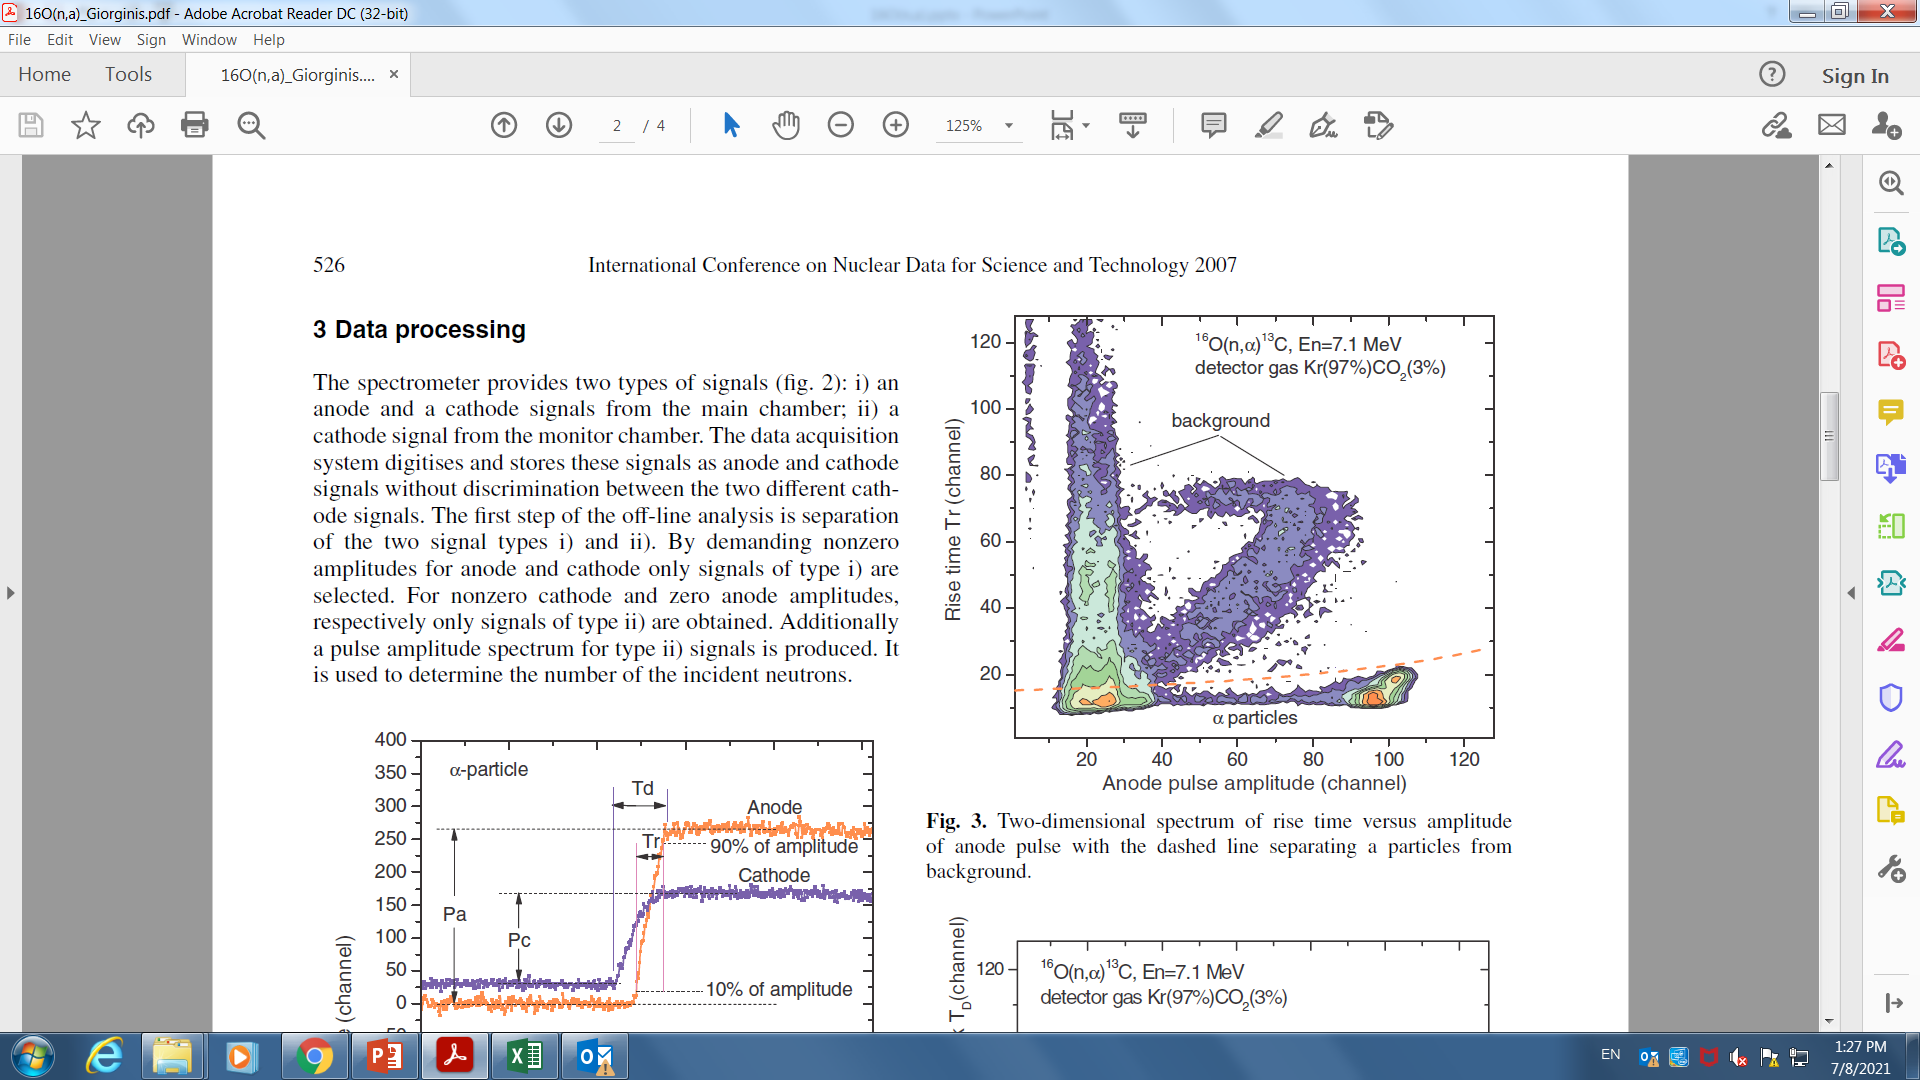 16O(n,a)_Giorginis.pdf - Adobe Acrobat Reader DC (32-bit)
File Edit View Sign Window Help
Home Tools 16O(n,a)_Giorginis.... × Sign In
2 / 4 125%
526 International Conference on Nuclear Data for Science and Technology 2007
3 Data processing
The spectrometer provides two types of signals (fig. 2): i) an
anode and a cathode signals from the main chamber; ii) a
cathode signal from the monitor chamber. The data acquisition
system digitises and stores these signals as anode and cathode
signals without discrimination between the two different cath-
ode signals. The first step of the off-line analysis is separation
of the two signal types i) and ii). By demanding nonzero
amplitudes for anode and cathode only signals of type i) are
selected. For nonzero cathode and zero anode amplitudes,
respectively only signals of type ii) are obtained. Additionally
a pulse amplitude spectrum for type ii) signals is produced. It
is used to determine the number of the incident neutrons.
400
350
300
250
200
150
100
50
0
α-particle
Td
Anode
Tr
90% of amplitude
Cathode
Pa
Pc
10% of amplitude
(channel)
120
100
80
60
40
20
Rise time Tr (channel)
¹⁶O(n,α)¹³C, En=7.1 MeV
detector gas Kr(97%)CO₂(3%)
background
α particles
20 40 60 80 100 120
Anode pulse amplitude (channel)
Fig. 3. Two-dimensional spectrum of rise time versus amplitude
of anode pulse with the dashed line separating a particles from
background.
T_D (channel)
120
¹⁶O(n,α)¹³C, En=7.1 MeV
detector gas Kr(97%)CO₂(3%)
EN
1:27 PM
7/8/2021